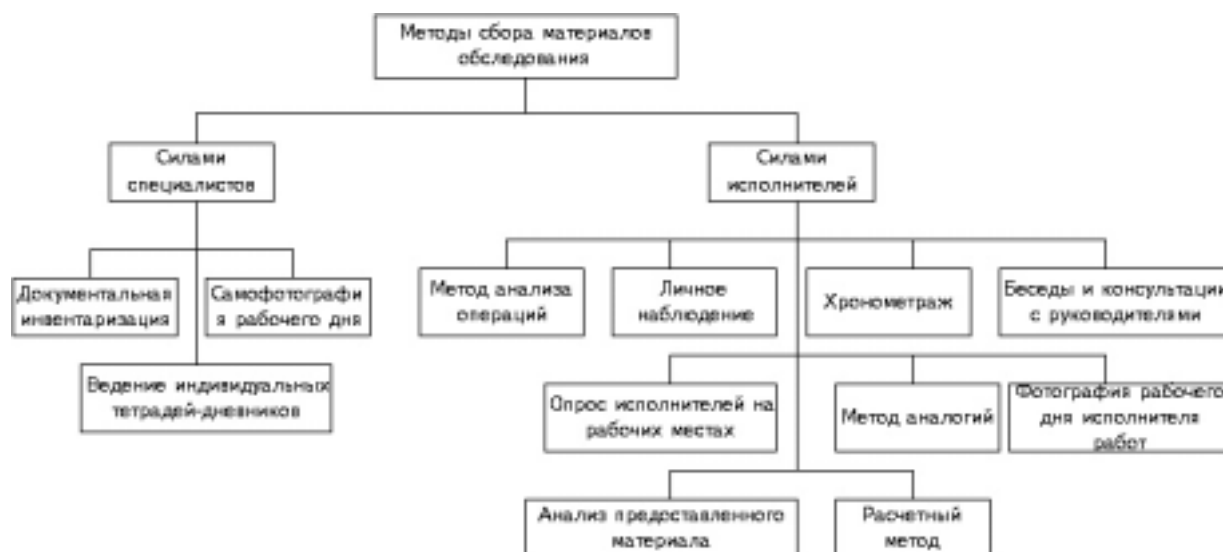 Методы сбора материалов
обследования
Силами
специалистов
Силами
исполнителей
Документальная
инвентаризация
Самофотографи
я рабочего дня
Метод анализа
операций
Личное
наблюдение
Хронометраж
Беседы и консультации
с руководителями
Ведение индивидуальных
тетрадей-дневников
Опрос исполнителей на
рабочих местах
Метод аналогий
Фотография рабочего
дня исполнителя
работ
Анализ предоставленного
материала
Расчетный
метод